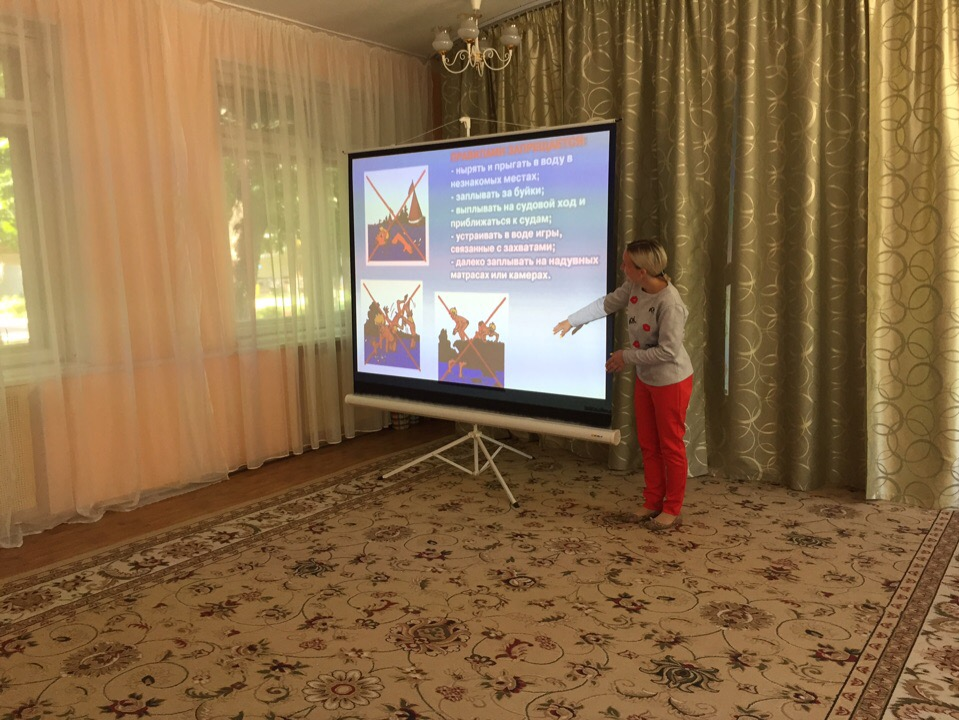 - нырять и прыгать в воду в
незнакомых местах;
- заплывать за буйки;
- выплывать на судовой ход и
приближаться к судам;
- устраивать в воде игры,
связанные с захватами;
- далеко заплывать на надувных
матрасах или камерах.